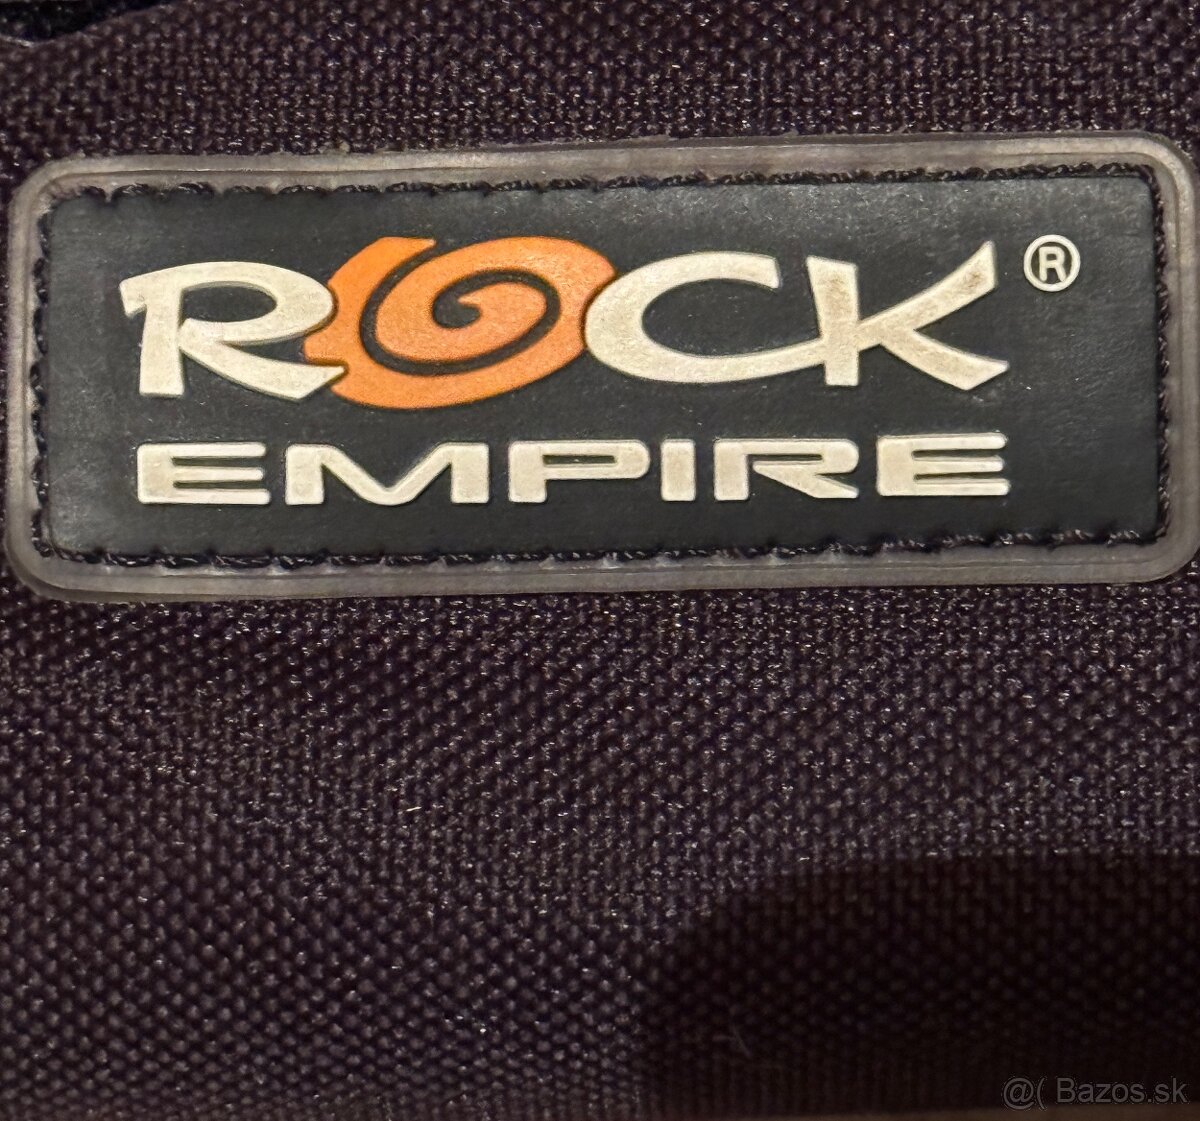 ROCK ®
EMPIRE
@( Bazos.sk